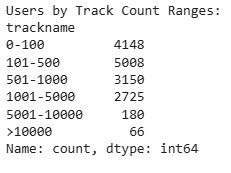 Users by Track Count Ranges:
trackname
0-100          4148
101-500        5008
501-1000       3150
1001-5000      2725
5001-10000      180
>10000           66
Name: count, dtype: int64